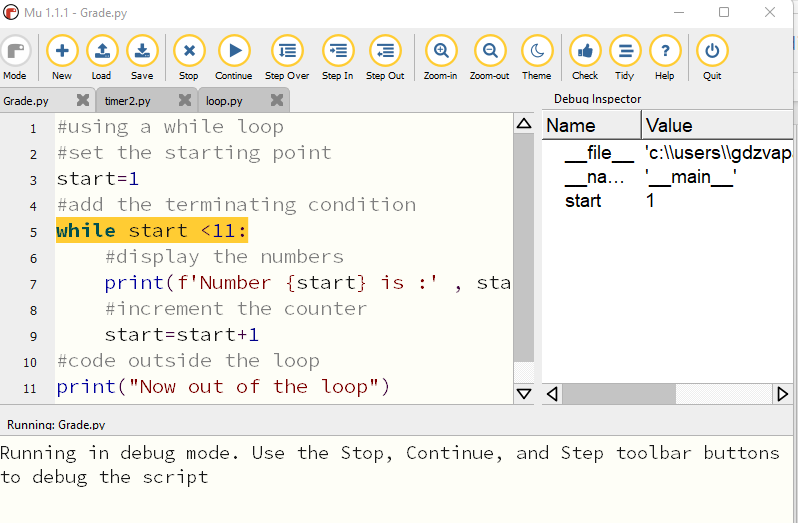 Mu 1.1.1 - Grade.py
Mode New Load Save Stop Continue Step Over Step In Step Out Zoom-in Zoom-out Theme Check Tidy Help Quit
Grade.py timer2.py loop.py
1 #using a while loop
2 #set the starting point
3 start=1
4 #add the terminating condition
5 while start <11:
6 #display the numbers
7 print(f'Number {start} is :' , sta
8 #increment the counter
9 start=start+1
10 #code outside the loop
11 print("Now out of the loop")
Debug Inspector
Name Value
__file__ 'c:\\users\\gdzvap
__na... '__main__'
start 1
Running: Grade.py
Running in debug mode. Use the Stop, Continue, and Step toolbar buttons
to debug the script